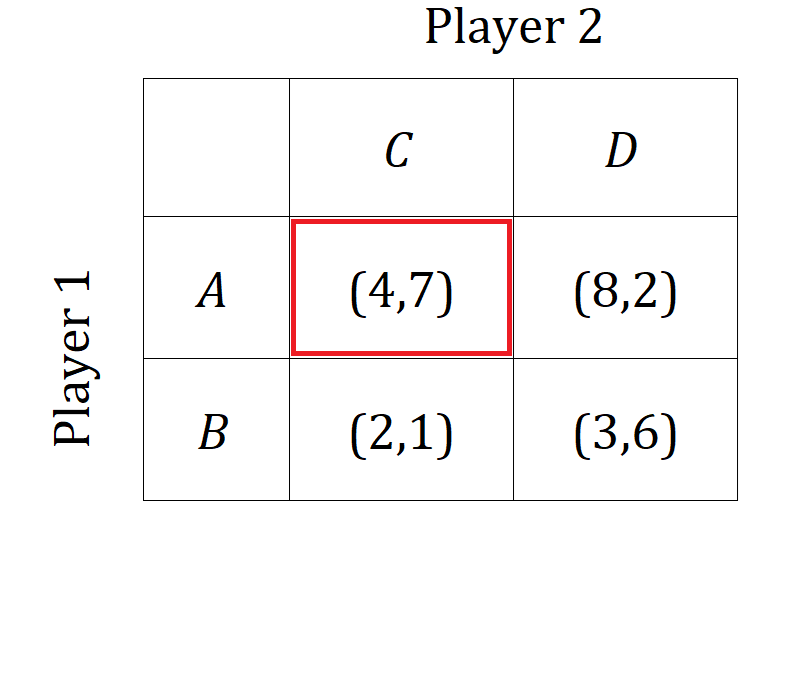 Player 2
C D
Player 1
A (4,7) (8,2)
B (2,1) (3,6)